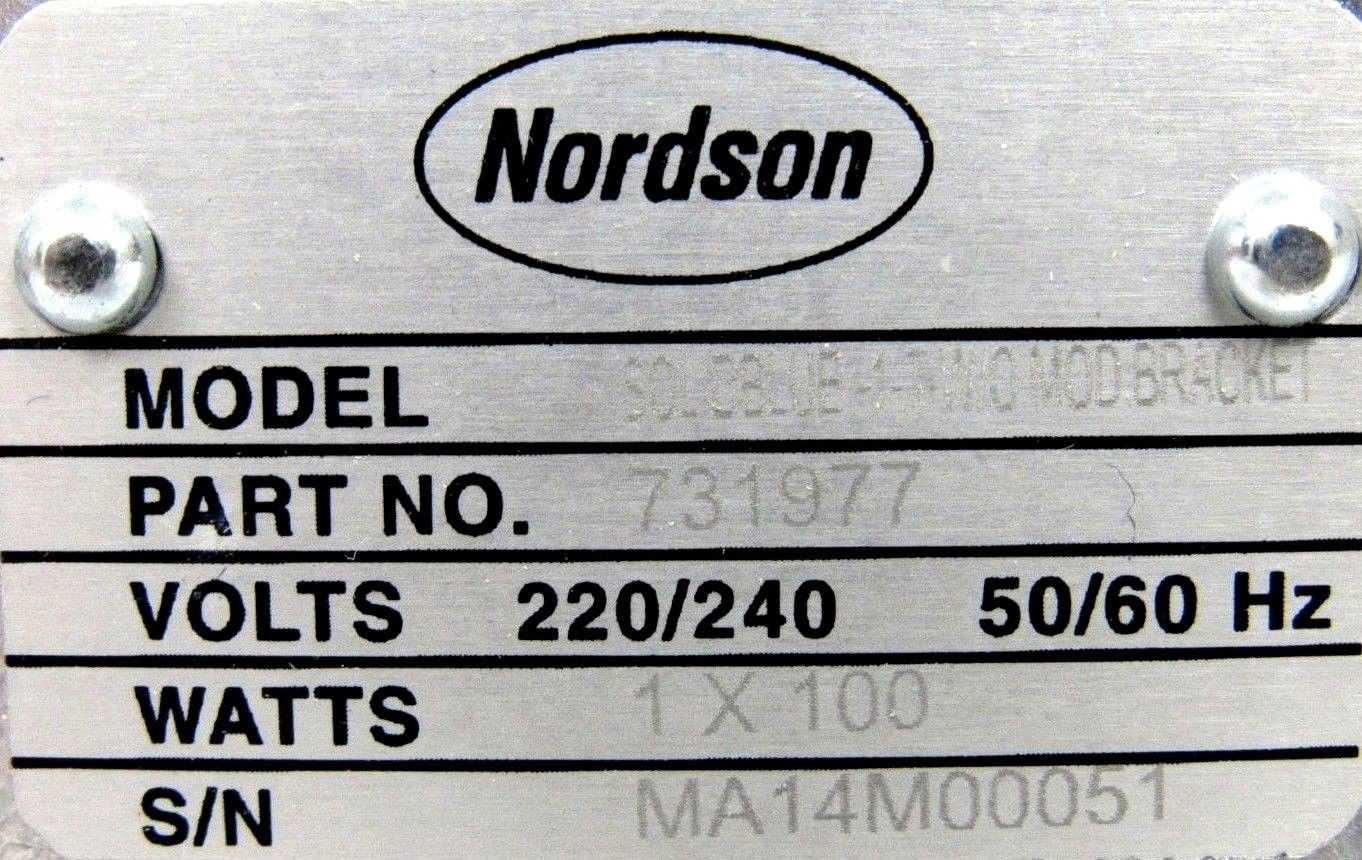 Nordson
MODEL MOD.BRACKET
PART NO. 731977
VOLTS 220/240 50/60 Hz
WATTS 1 X 100
S/N MA14M00051